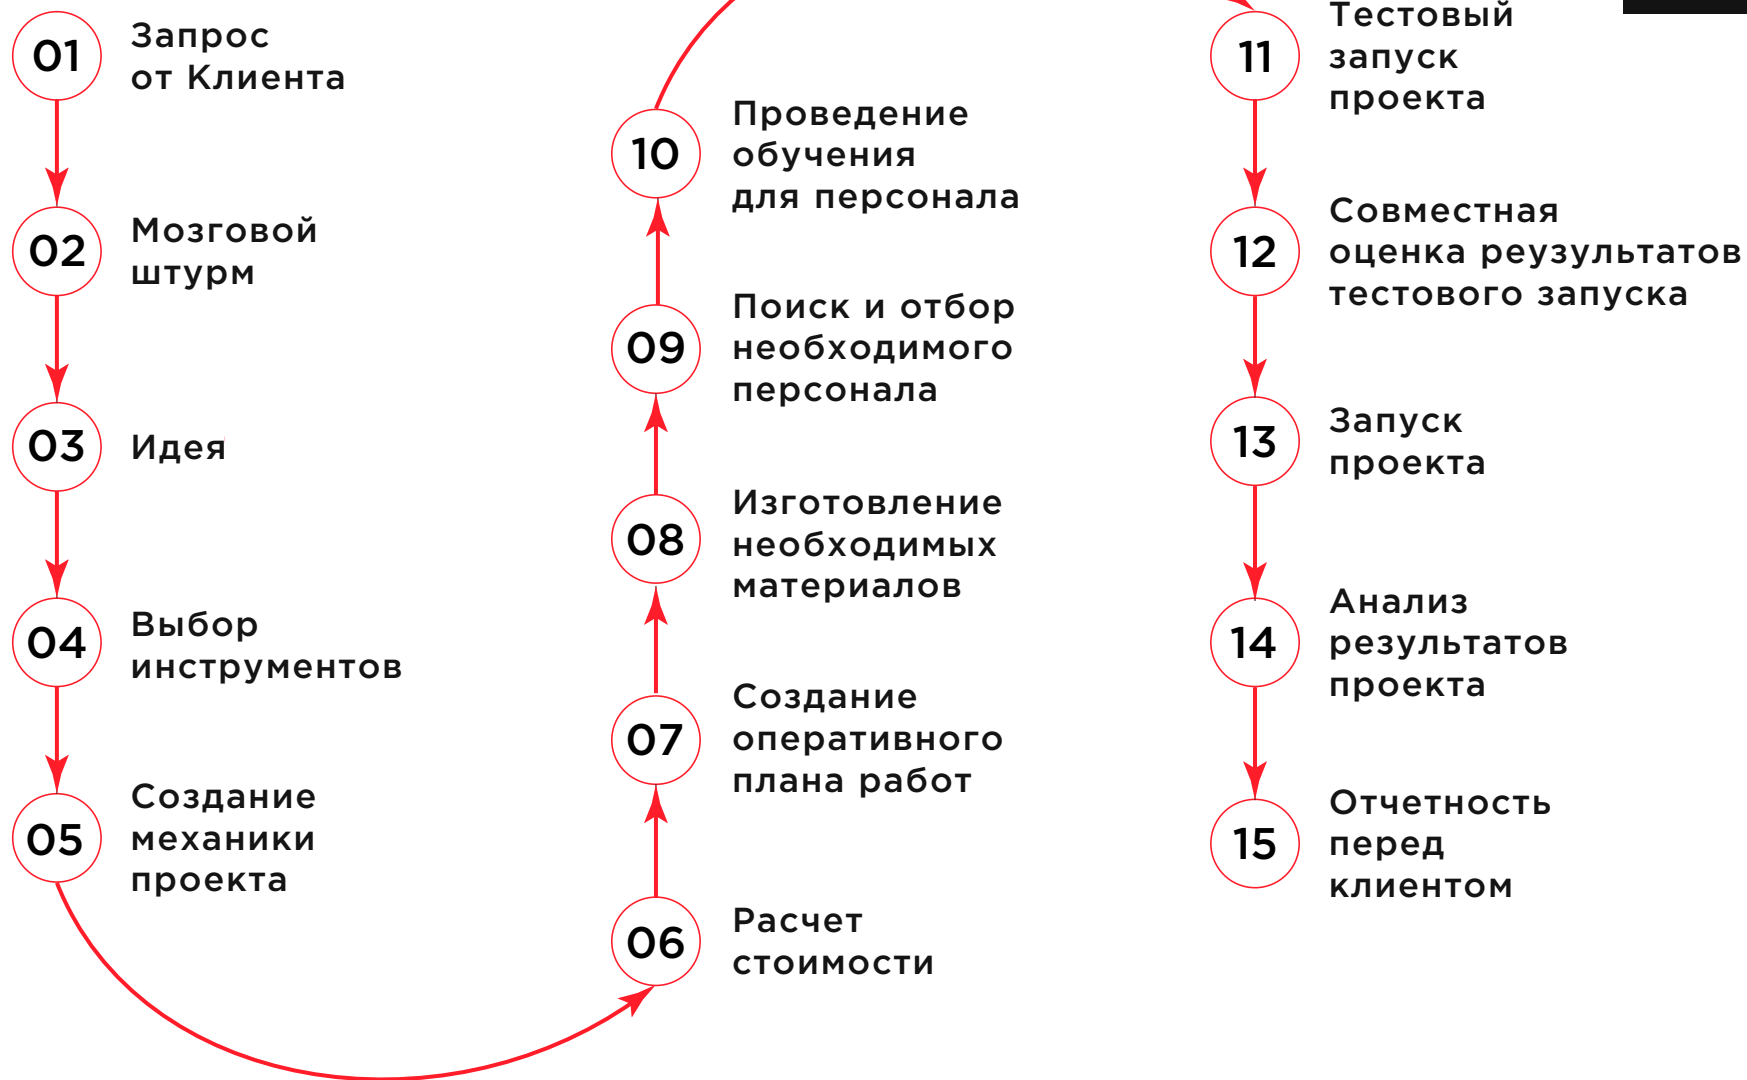 01
Запрос
от Клиента
02
Мозговой
штурм
03
Идея
04
Выбор
инструментов
05
Создание
механики
проекта
06
Расчет
стоимости
07
Создание
оперативного
плана работ
08
Изготовление
необходимых
материалов
09
Поиск и отбор
необходимого
персонала
10
Проведение
обучения
для персонала
11
Тестовый
запуск
проекта
12
Совместная
оценка реузультатов
тестового запуска
13
Запуск
проекта
14
Анализ
результатов
проекта
15
Отчетность
перед
клиентом